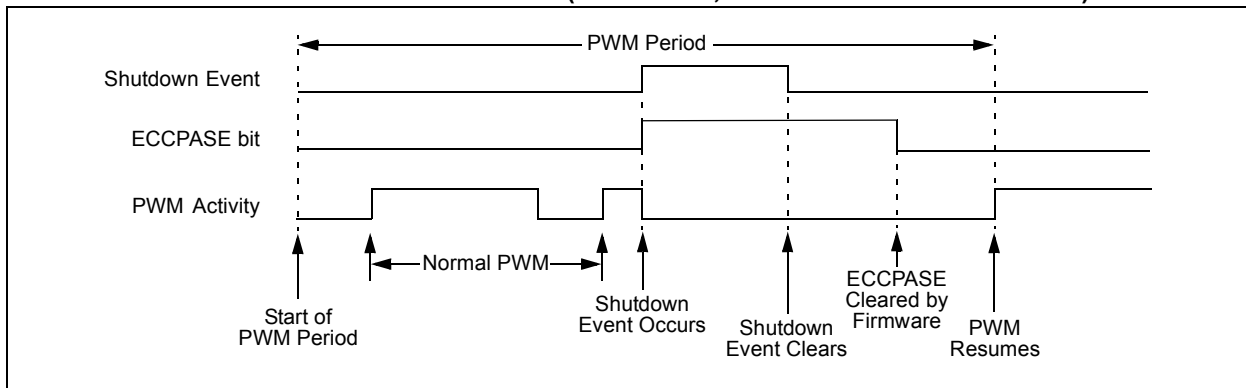 PWM Period
Shutdown Event
ECCPASE bit
PWM Activity
Normal PWM
Start of
PWM Period
Shutdown
Event Occurs
Shutdown
Event Clears
ECCPASE
Cleared by
Firmware
PWM
Resumes